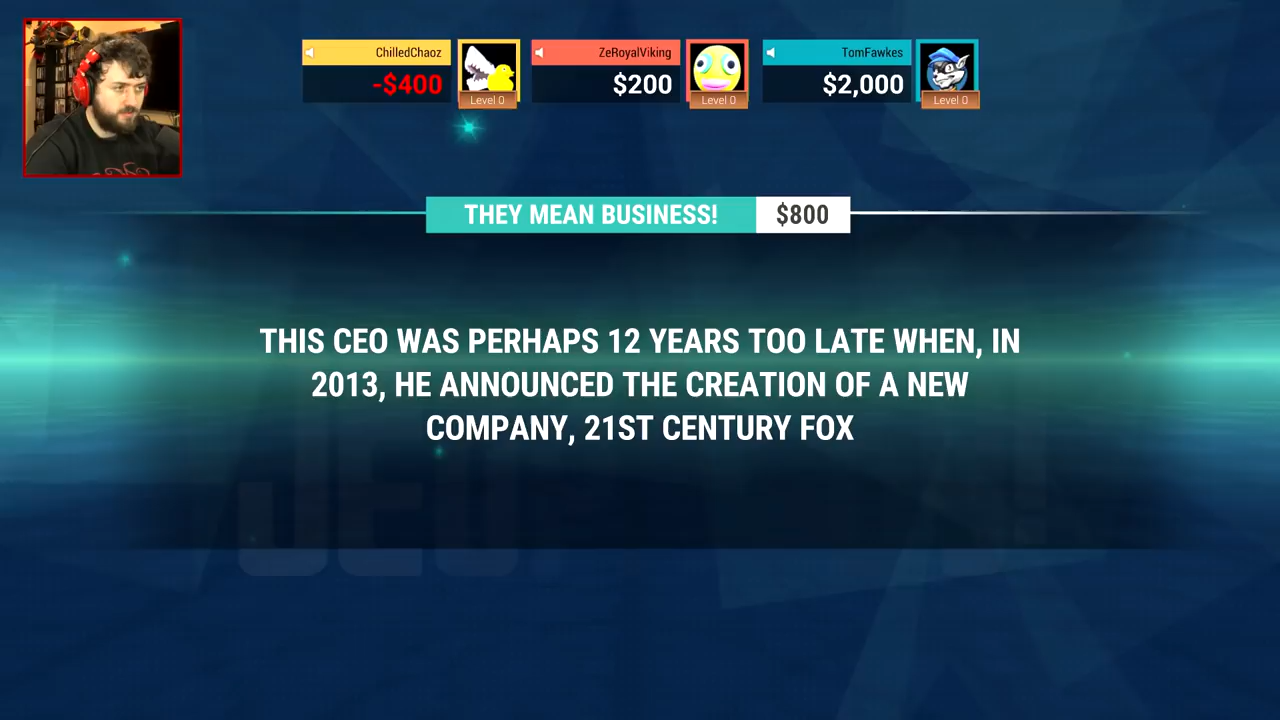 ChilledChaoz
-$400
Level 0
ZeRoyalViking
$200
Level 0
TomFawkes
$2,000
Level 0
THEY MEAN BUSINESS! $800
THIS CEO WAS PERHAPS 12 YEARS TOO LATE WHEN, IN
2013, HE ANNOUNCED THE CREATION OF A NEW
COMPANY, 21ST CENTURY FOX